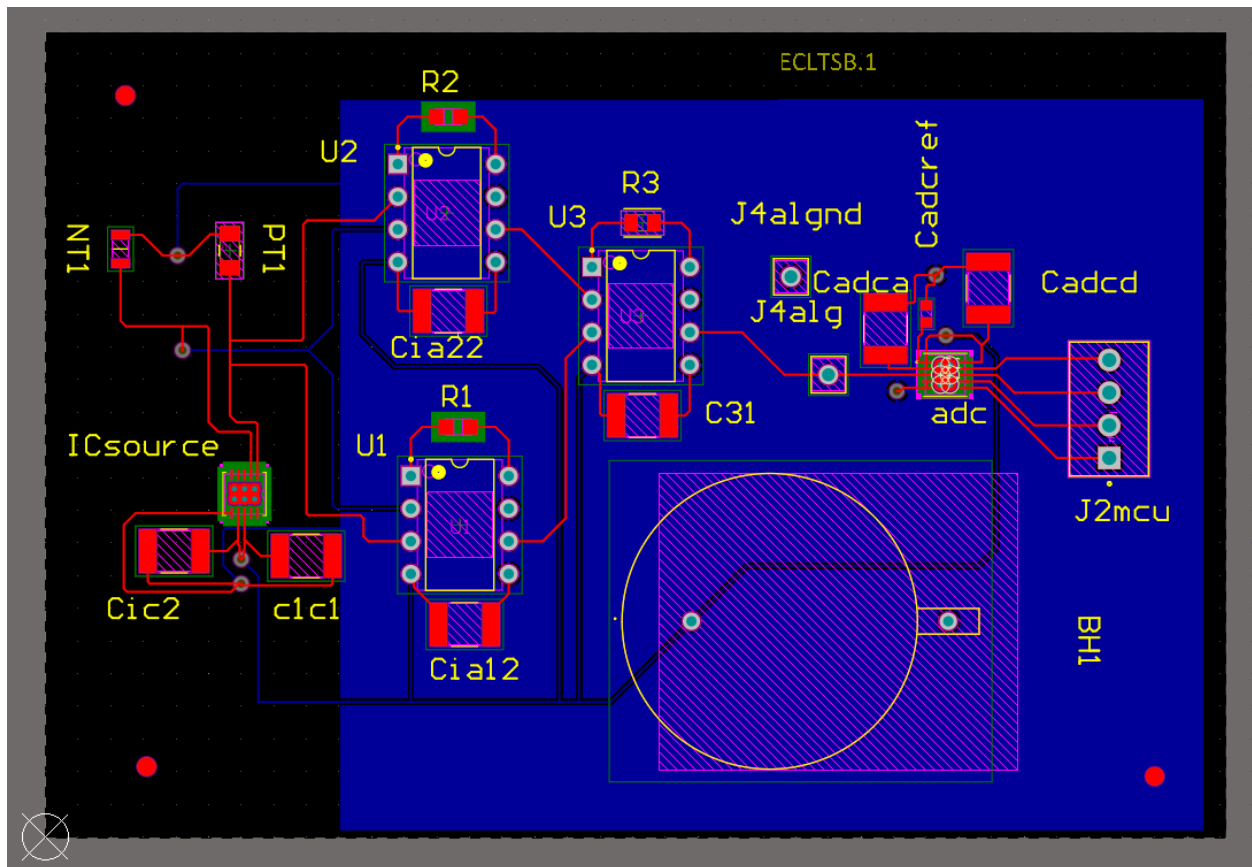 ECLTSB.1
R2
U2
Cadcref
R3
U3
J4algnd
NT1
PT1
U2
Cadca
Cadcd
J4alg
U3
Cia22
R1
C31
adc
U1
ICsource
J2mcu
U1
Cic2
c1c1
BH1
Cia12